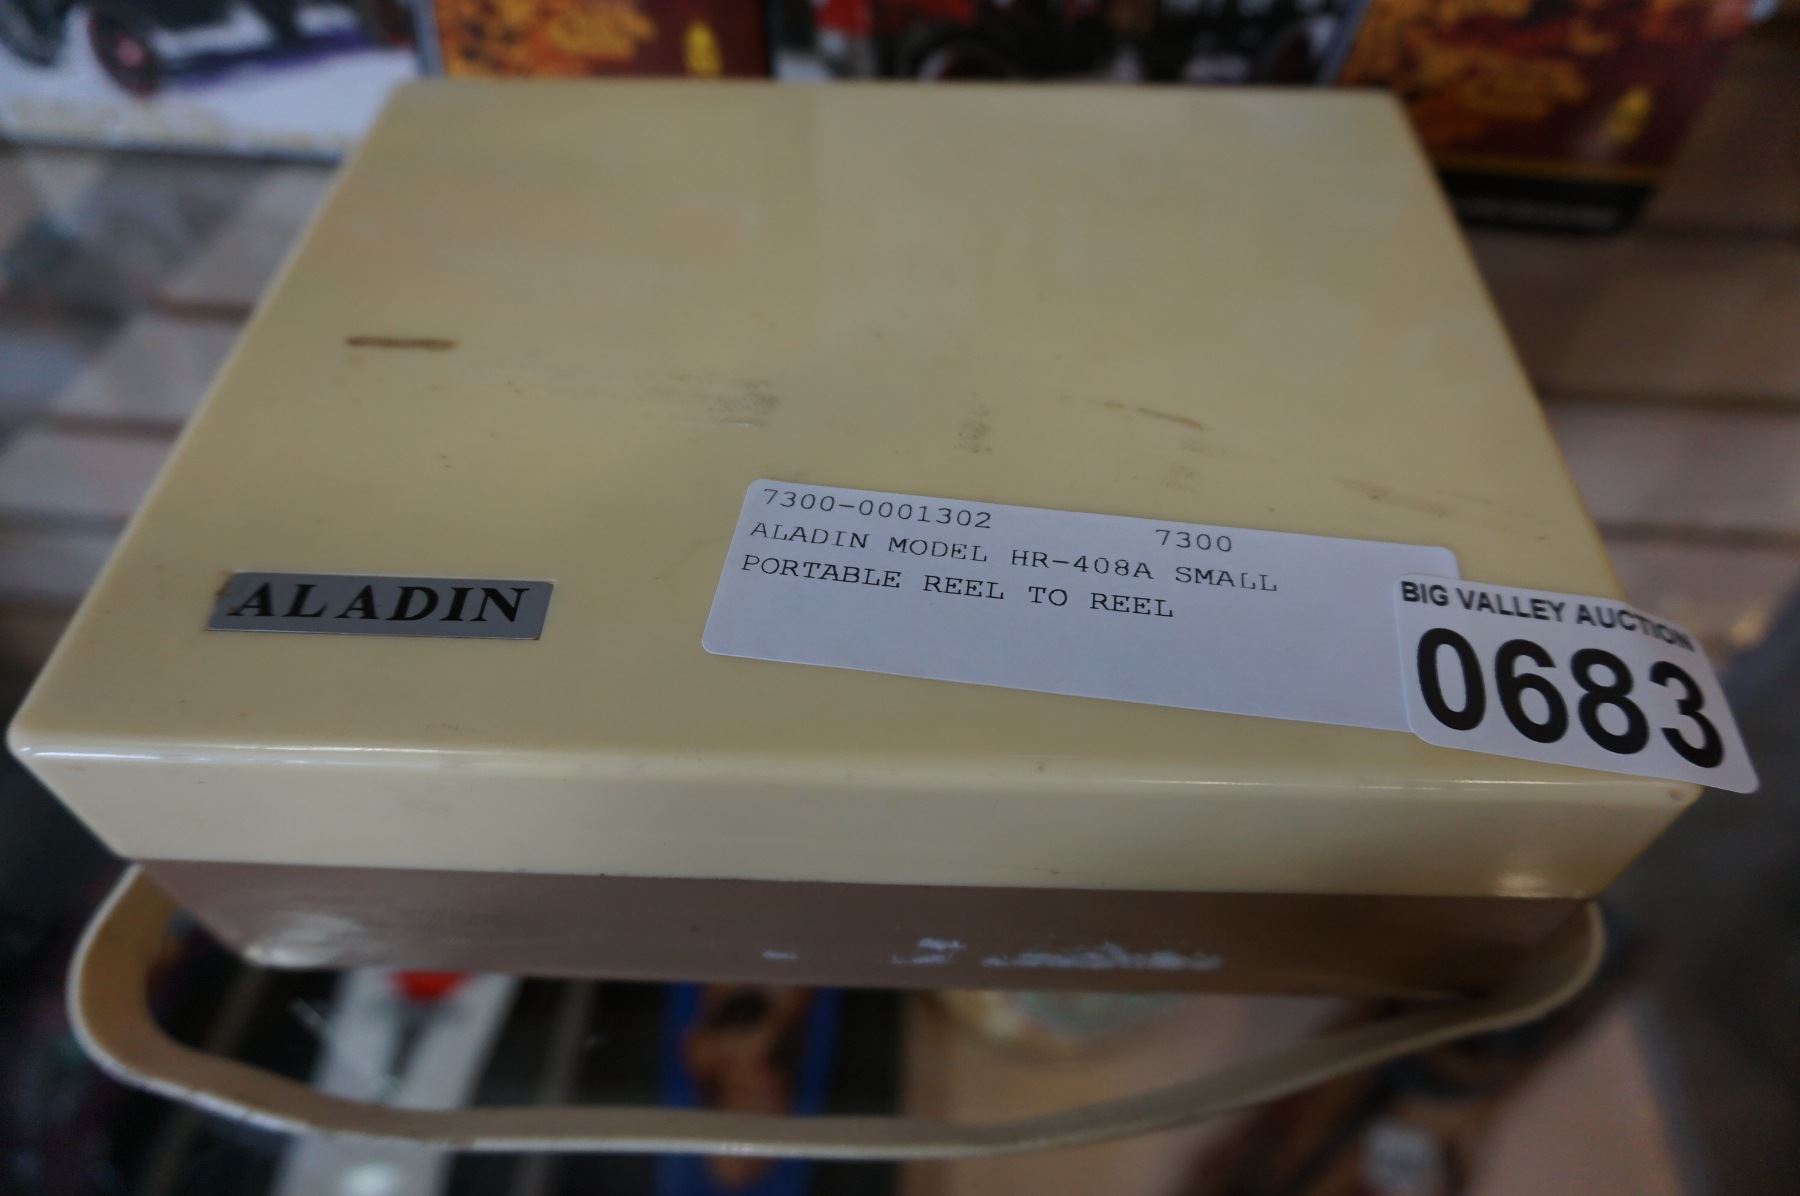 7300-0001302 7300
ALADIN MODEL HR-408A SMALL
PORTABLE REEL TO REEL
ALADIN
BIG VALLEY AUCTION
0683